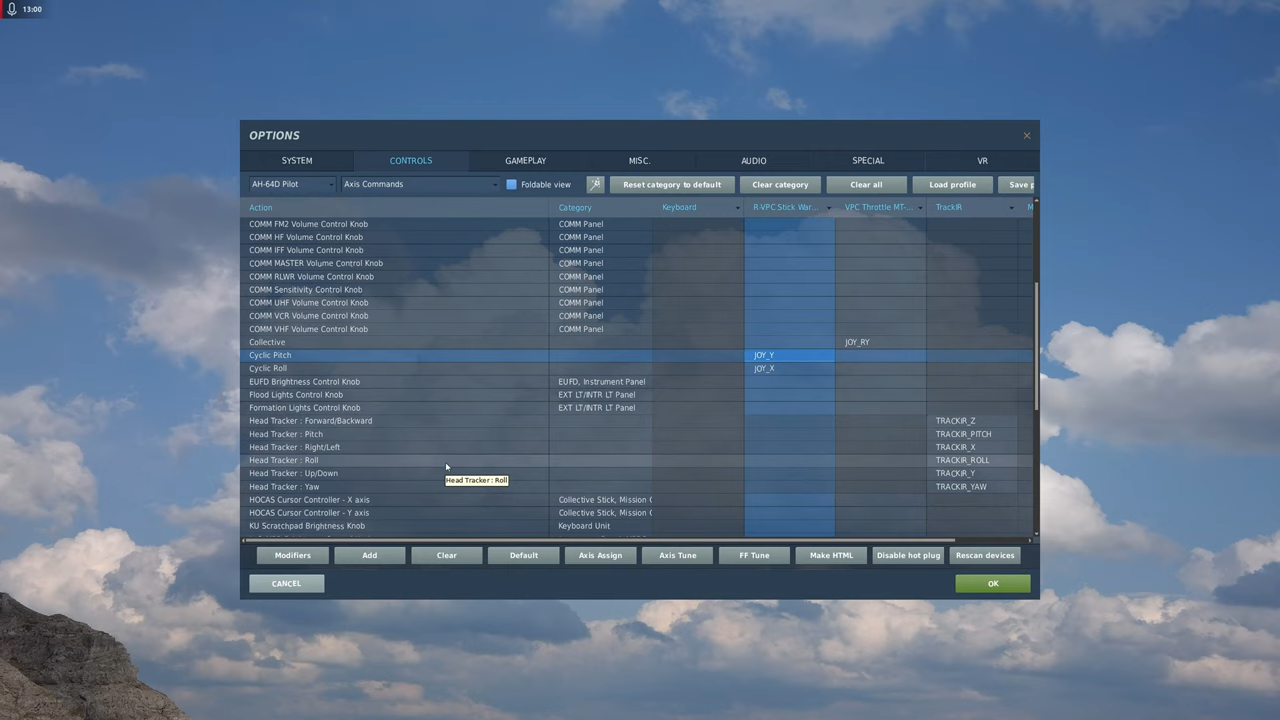 13:00
OPTIONS
SYSTEM CONTROLS GAMEPLAY MISC. AUDIO SPECIAL VR
AH-64D Pilot Axis Commands Foldable view Reset category to default Clear category Clear all Load profile Save p
Action Category Keyboard R-VPC Stick War... VPC Throttle MT-... TrackIR M
COMM FM2 Volume Control Knob COMM Panel
COMM HF Volume Control Knob COMM Panel
COMM IFF Volume Control Knob COMM Panel
COMM MASTER Volume Control Knob COMM Panel
COMM RLWR Volume Control Knob COMM Panel
COMM Sensitivity Control Knob COMM Panel
COMM UHF Volume Control Knob COMM Panel
COMM VCR Volume Control Knob COMM Panel
COMM VHF Volume Control Knob COMM Panel
Collective JOY_RY
Cyclic Pitch JOY_Y
Cyclic Roll JOY_X
EUFD Brightness Control Knob EUFD, Instrument Panel
Flood Lights Control Knob EXT LT/INTR LT Panel
Formation Lights Control Knob EXT LT/INTR LT Panel
Head Tracker : Forward/Backward TRACKIR_Z
Head Tracker : Pitch TRACKIR_PITCH
Head Tracker : Right/Left TRACKIR_X
Head Tracker : Roll TRACKIR_ROLL
Head Tracker : Up/Down TRACKIR_Y
Head Tracker : Roll
Head Tracker : Yaw TRACKIR_YAW
HOCAS Cursor Controller - X axis Collective Stick, Mission C
HOCAS Cursor Controller - Y axis Collective Stick, Mission C
KU Scratchpad Brightness Knob Keyboard Unit
Modifiers Add Clear Default Axis Assign Axis Tune FF Tune Make HTML Disable hot plug Rescan devices
CANCEL OK